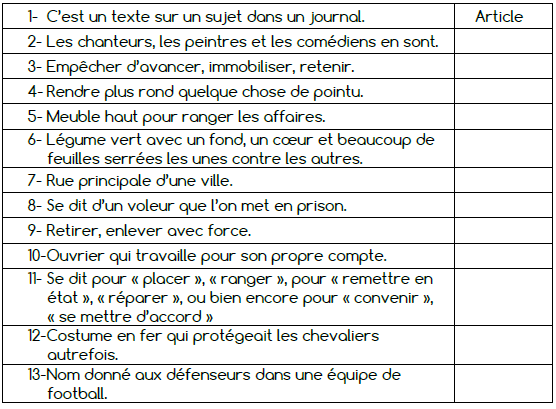 1- C'est un texte sur un sujet dans un journal. Article
2- Les chanteurs, les peintres et les comédiens en sont.
3- Empêcher d'avancer, immobiliser, retenir.
4- Rendre plus rond quelque chose de pointu.
5- Meuble haut pour ranger les affaires.
6- Légume vert avec un fond, un cœur et beaucoup de
feuilles serrées les unes contre les autres.
7- Rue principale d'une ville.
8- Se dit d'un voleur que l'on met en prison.
9- Retirer, enlever avec force.
10-Ouvrier qui travaille pour son propre compte.
11- Se dit pour « placer », « ranger », pour « remettre en
état », « réparer », ou bien encore pour « convenir »,
« se mettre d'accord »
12-Costume en fer qui protégeait les chevaliers
autrefois.
13-Nom donné aux défenseurs dans une équipe de
football.